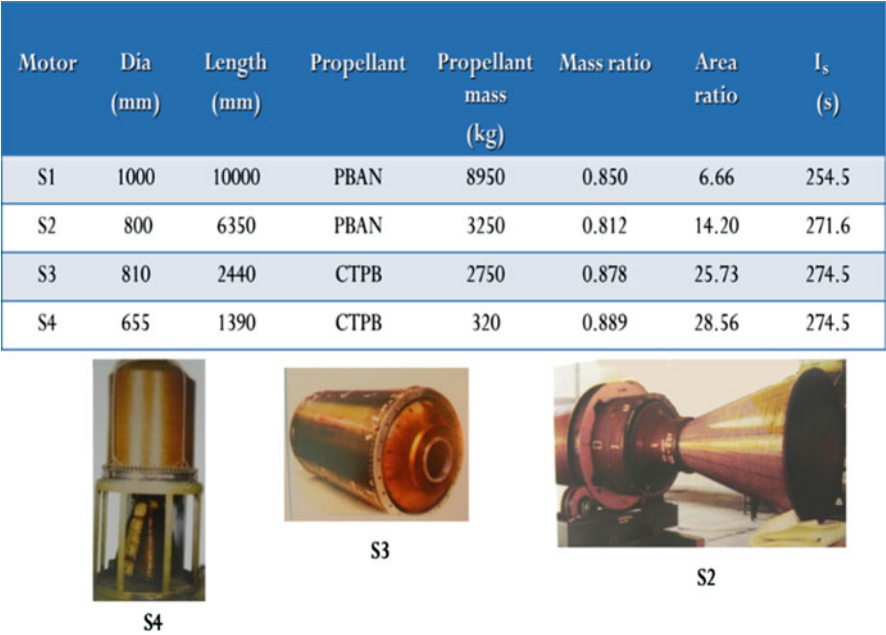 Motor Dia (mm) Length (mm) Propellant Propellant mass (kg) Mass ratio Area ratio Is (s)
S1 1000 10000 PBAN 8950 0.850 6.66 254.5
S2 800 6350 PBAN 3250 0.812 14.20 271.6
S3 810 2440 CTPB 2750 0.878 25.73 274.5
S4 655 1390 CTPB 320 0.889 28.56 274.5
S3
S2
S4